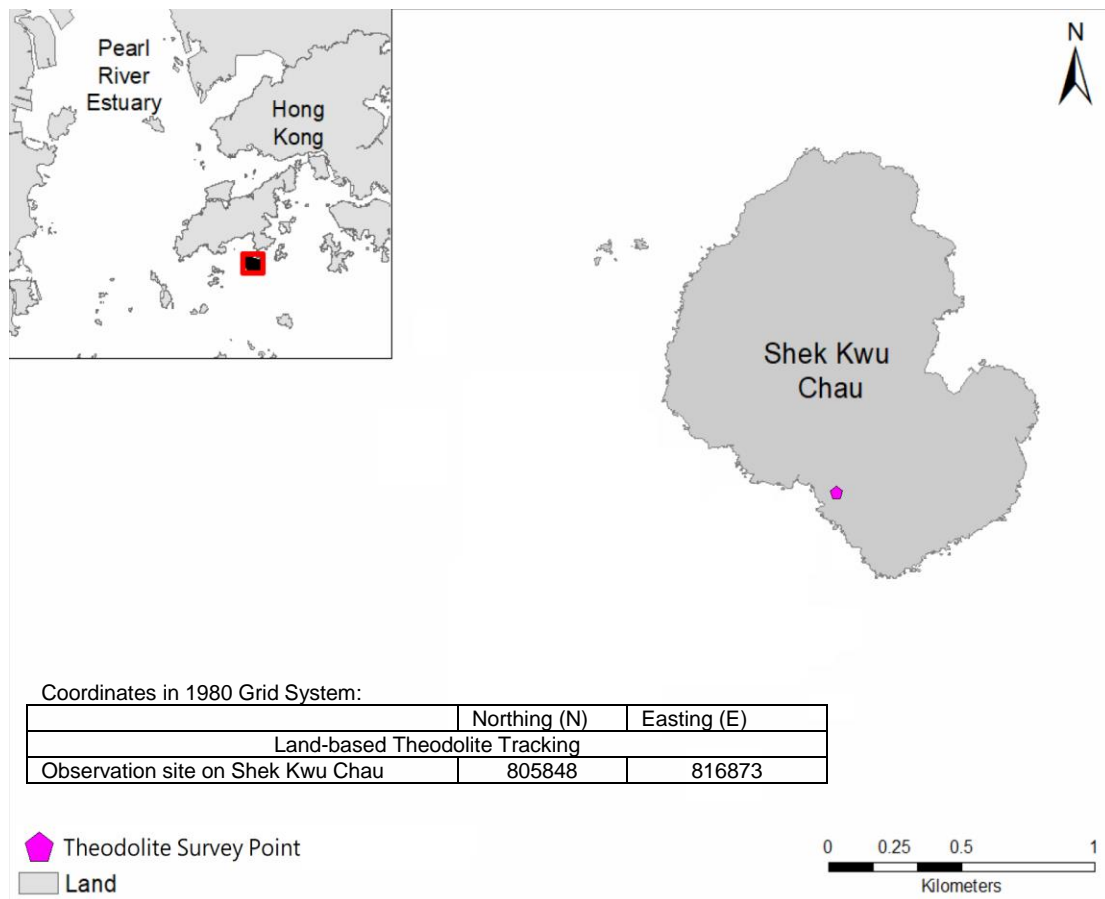 Pearl
River
Estuary
Hong
Kong
N
Shek Kwu
Chau
Coordinates in 1980 Grid System:
Northing (N) Easting (E)
Land-based Theodolite Tracking
Observation site on Shek Kwu Chau 805848 816873
Theodolite Survey Point
Land
0 0.25 0.5 1
Kilometers